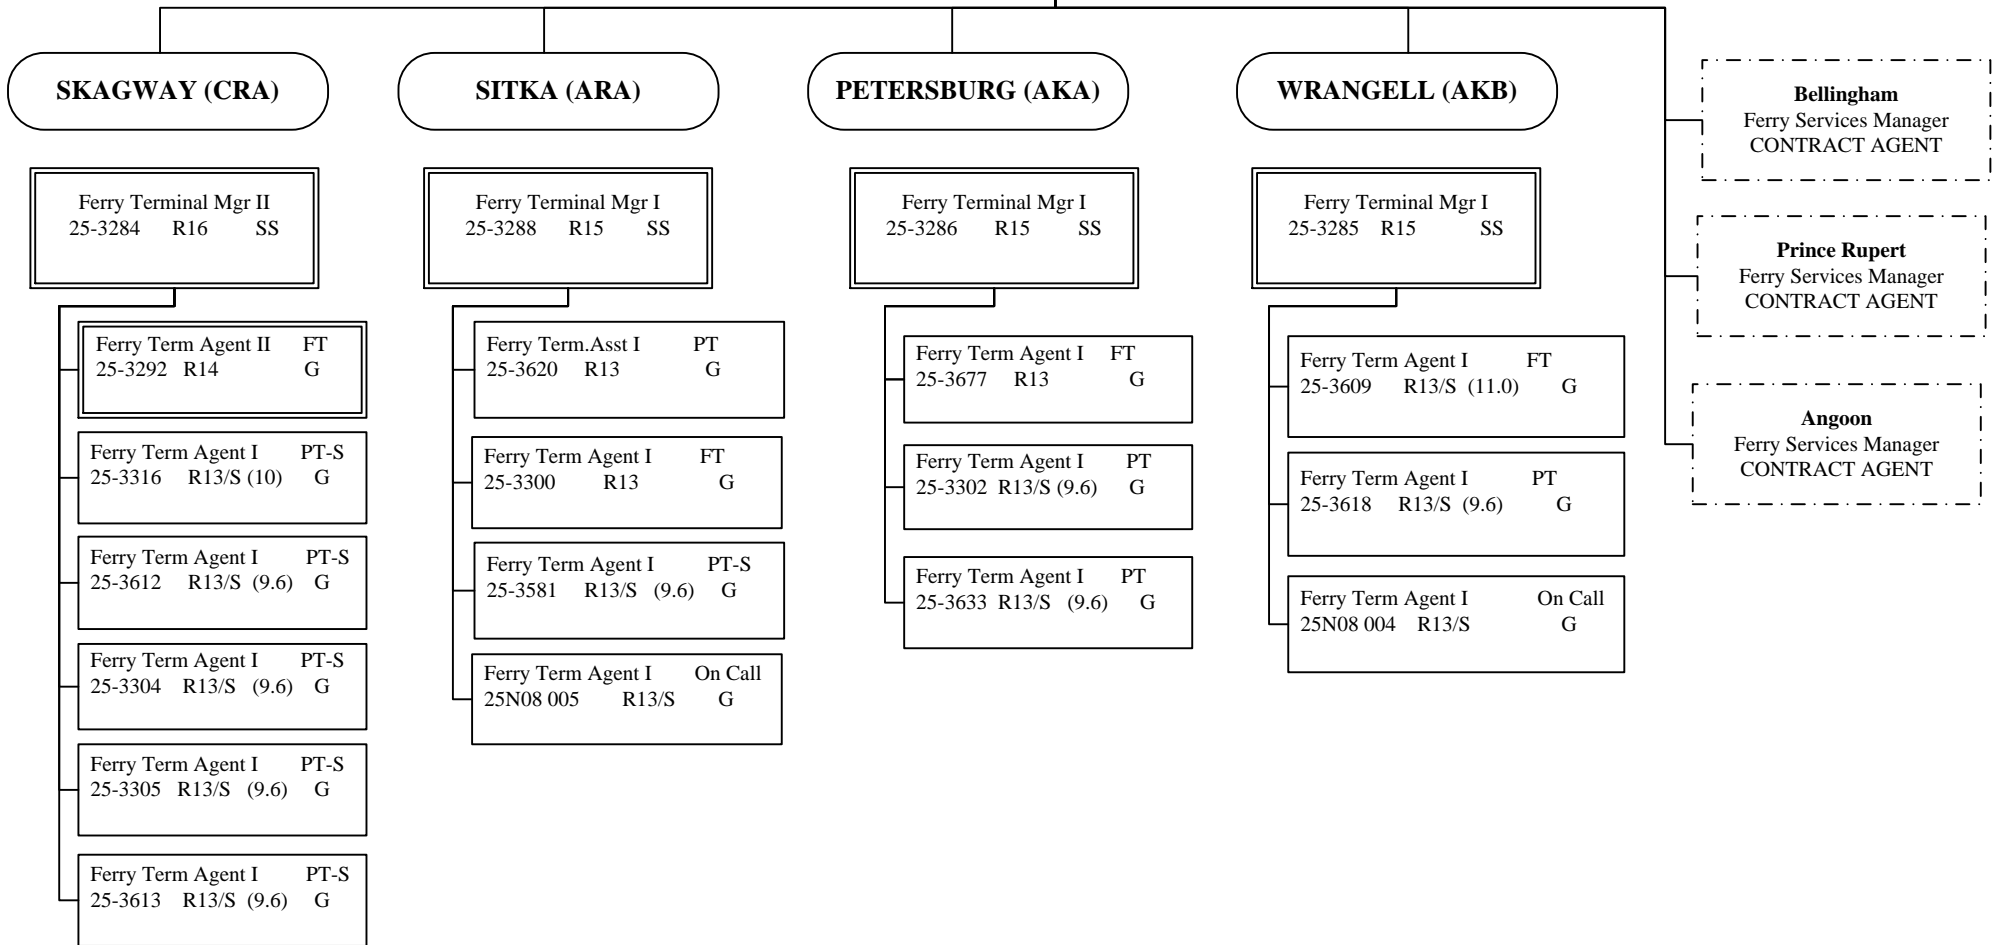 SKAGWAY (CRA)
Ferry Terminal Mgr II
25-3284 R16 SS
Ferry Term Agent II FT
25-3292 R14 G
Ferry Term Agent I PT-S
25-3316 R13/S (10) G
Ferry Term Agent I PT-S
25-3612 R13/S (9.6) G
Ferry Term Agent I PT-S
25-3304 R13/S (9.6) G
Ferry Term Agent I PT-S
25-3305 R13/S (9.6) G
Ferry Term Agent I PT-S
25-3613 R13/S (9.6) G
SITKA (ARA)
Ferry Terminal Mgr I
25-3288 R15 SS
Ferry Term.Asst I PT
25-3620 R13 G
Ferry Term Agent I FT
25-3300 R13 G
Ferry Term Agent I PT-S
25-3581 R13/S (9.6) G
Ferry Term Agent I On Call
25N08 005 R13/S G
PETERSBURG (AKA)
Ferry Terminal Mgr I
25-3286 R15 SS
Ferry Term Agent I FT
25-3677 R13 G
Ferry Term Agent I PT
25-3302 R13/S (9.6) G
Ferry Term Agent I PT
25-3633 R13/S (9.6) G
WRANGELL (AKB)
Ferry Terminal Mgr I
25-3285 R15 SS
Ferry Term Agent I FT
25-3609 R13/S (11.0) G
Ferry Term Agent I PT
25-3618 R13/S (9.6) G
Ferry Term Agent I On Call
25N08 004 R13/S G
Bellingham
Ferry Services Manager
CONTRACT AGENT
Prince Rupert
Ferry Services Manager
CONTRACT AGENT
Angoon
Ferry Services Manager
CONTRACT AGENT